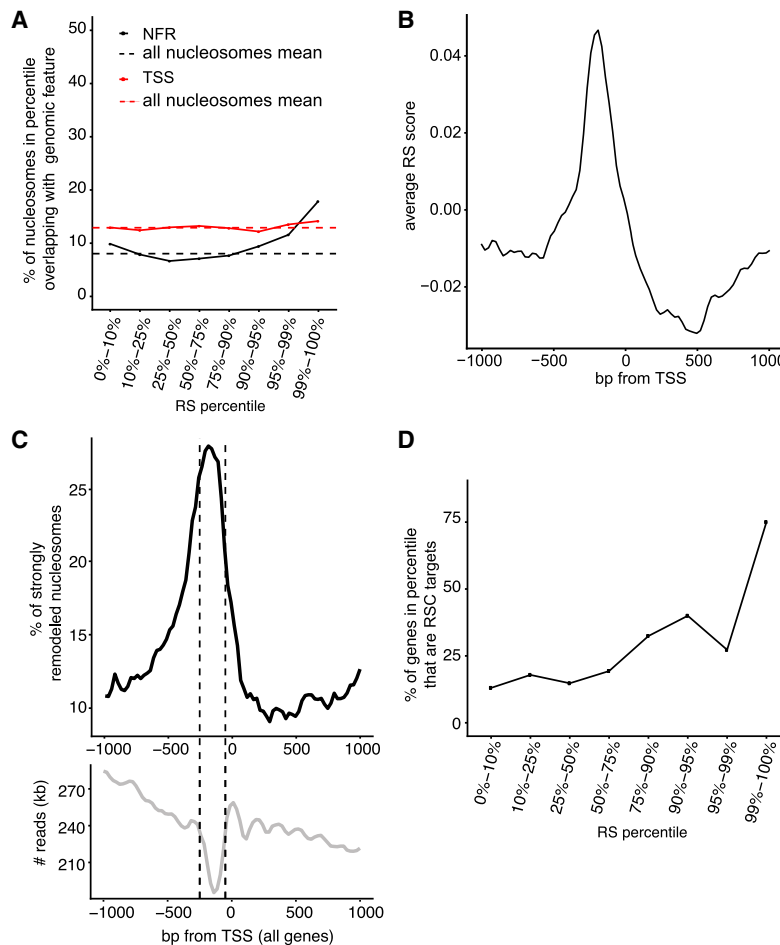 A
% of nucleosomes in percentile
overlapping with genomic feature
50
40
30
20
10
0
NFR
all nucleosomes mean
TSS
all nucleosomes mean
0%−10%
10%−25%
25%−50%
50%−75%
75%−90%
90%−95%
95%−99%
99%−100%
RS percentile
B
average RS score
0.04
0.02
0.00
−0.02
−1000
−500
0
500
1000
bp from TSS
C
% of strongly
remodeled nucleosomes
25
20
15
10
−1000
−500
0
500
1000
# reads (kb)
270
240
210
−1000
−500
0
500
1000
bp from TSS (all genes)
D
% of genes in percentile
that are RSC targets
75
50
25
0
0%−10%
10%−25%
25%−50%
50%−75%
75%−90%
90%−95%
95%−99%
99%−100%
RS percentile